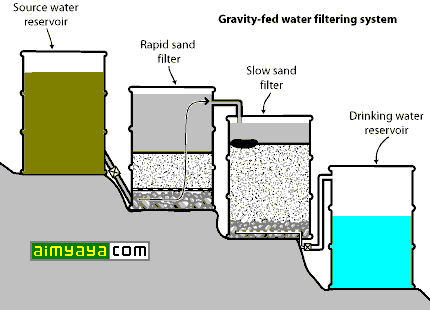 Source water
reservoir
Gravity-fed water filtering system
Rapid sand
filter
Slow sand
filter
Drinking water
reservoir
aimyaya com